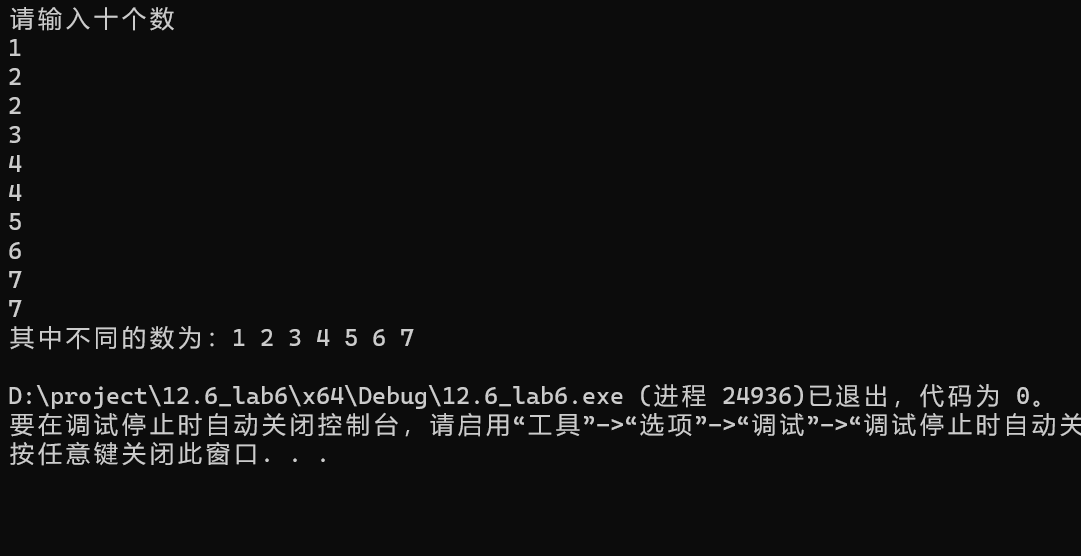 请输入十个数
1
2
2
3
4
4
5
6
7
7
其中不同的数为: 1 2 3 4 5 6 7
D:\project\12.6_lab6\x64\Debug\12.6_lab6.exe (进程 24936)已退出，代码为 0。
要在调试停止时自动关闭控制台，请启用“工具”->“选项”->“调试”->“调试停止时自动关
按任意键关闭此窗口. . .